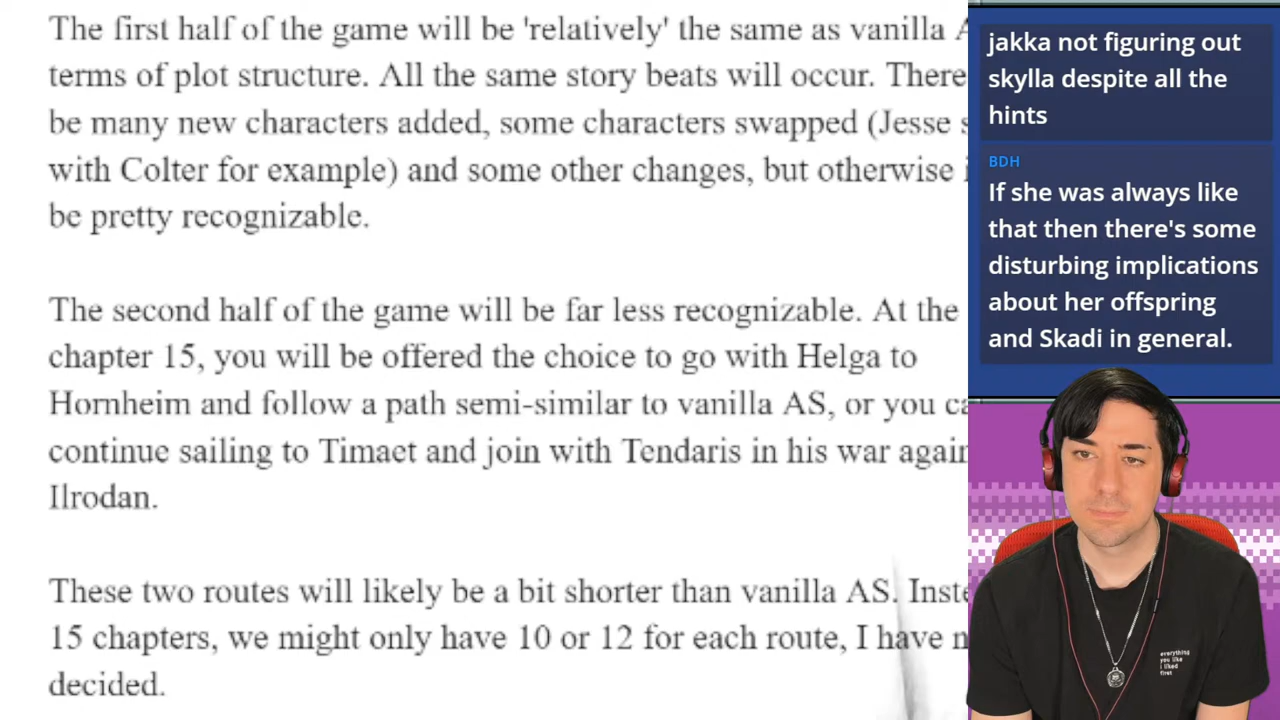 The first half of the game will be 'relatively' the same as vanilla
terms of plot structure. All the same story beats will occur. There
be many new characters added, some characters swapped (Jesse
with Colter for example) and some other changes, but otherwise
be pretty recognizable.
The second half of the game will be far less recognizable. At the
chapter 15, you will be offered the choice to go with Helga to
Hornheim and follow a path semi-similar to vanilla AS, or you
continue sailing to Timaet and join with Tendaris in his war
Ilrodan.
These two routes will likely be a bit shorter than vanilla AS.
15 chapters, we might only have 10 or 12 for each route, I have
decided.
jakka not figuring out
skylla despite all the
hints
BDH
If she was always like
that then there's some
disturbing implications
about her offspring
and Skadi in general.
everything
you like
i liked
first